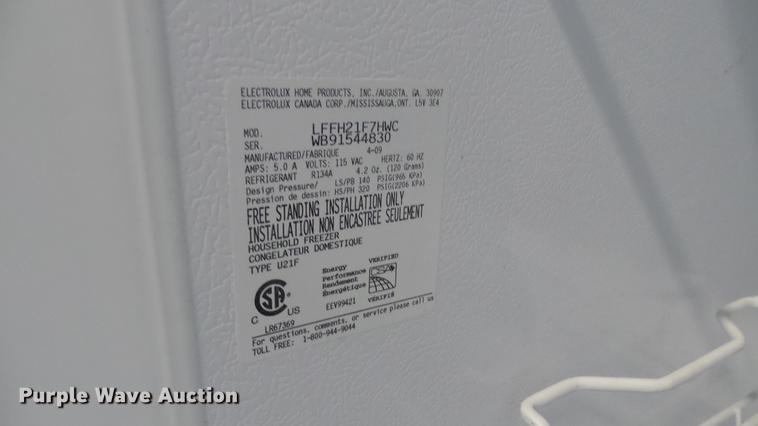 ELECTROLUX HOME PRODUCTS, INC./AUGUSTA, GA. 30907
ELECTROLUX CANADA CORP./MISSISSAUGA,ONT. L5V 3E4
MOD. LFFH21F7HWC
SER. WB91544830
MANUFACTURED/FABRIQUE 4-09
AMPS: 5.0 A VOLTS: 115 VAC HERTZ: 60 HZ
REFRIGERANT R134A 4.2 Oz. (120 Grams)
Design Pressure/ LS/PB 140 PSIG(965 KPa)
Pression de dessin: HS/PH 320 PSIG(2206 KPa)
FREE STANDING INSTALLATION ONLY
INSTALLATION NON ENCASTREE SEULEMENT
HOUSEHOLD FREEZER
CONGELATEUR DOMESTIQUE
TYPE U21F
SA
C US
LR67369
Energy
Performance
Rendement
Énergétique
EEV99421
VERIFIED
VÉRIFIÉ
For questions, comments, or service please call us
TOLL FREE: 1-800-944-9044
Purple Wave Auction